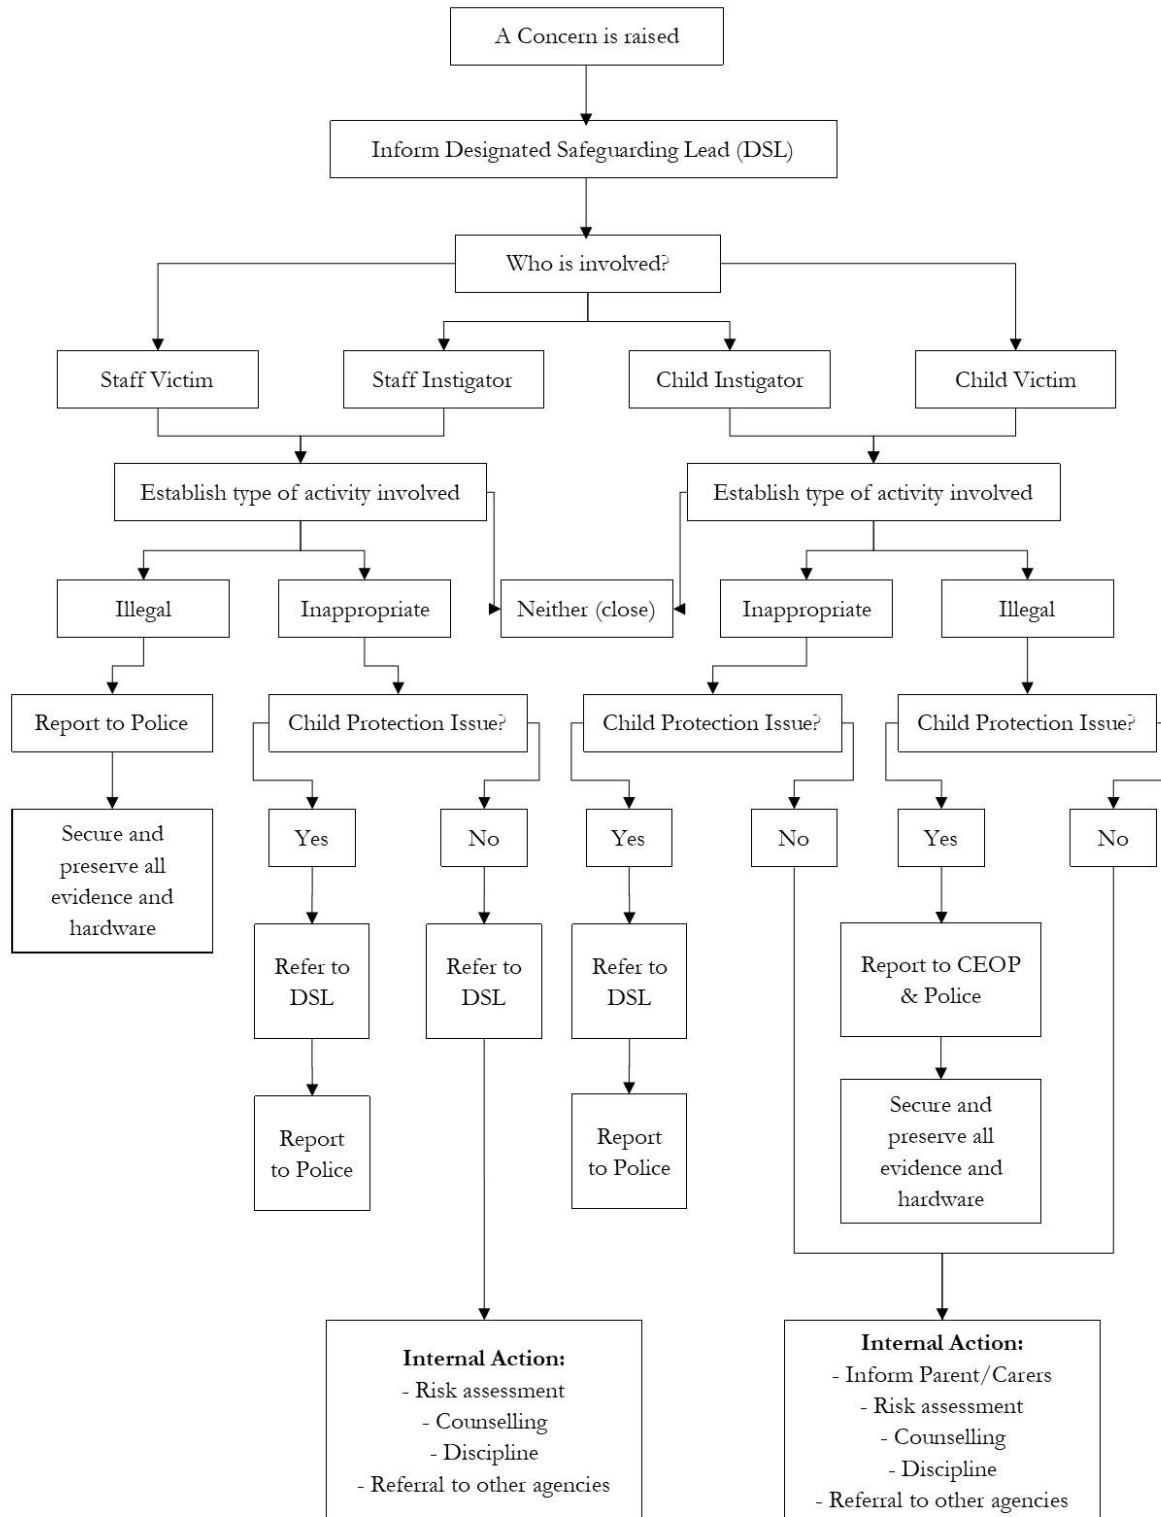 A Concern is raised
Inform Designated Safeguarding Lead (DSL)
Who is involved?
Staff Victim
Staff Instigator
Child Instigator
Child Victim
Establish type of activity involved
Establish type of activity involved
Illegal
Inappropriate
Neither (close)
Inappropriate
Illegal
Report to Police
Child Protection Issue?
Child Protection Issue?
Child Protection Issue?
Secure and
preserve all
evidence and
hardware
Yes
No
Yes
No
Yes
No
Refer to
DSL
Refer to
DSL
Refer to
DSL
Report to CEOP
& Police
Report
to Police
Report
to Police
Secure and
preserve all
evidence and
hardware
Internal Action:
- Risk assessment
- Counselling
- Discipline
- Referral to other agencies
Internal Action:
- Inform Parent/Carers
- Risk assessment
- Counselling
- Discipline
- Referral to other agencies